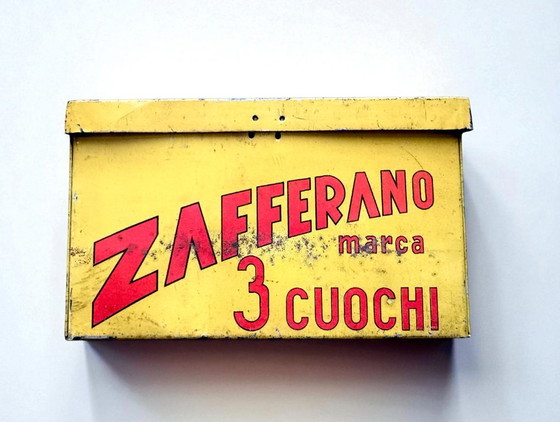 ZAFFERANO
marca
3 CUOCHI